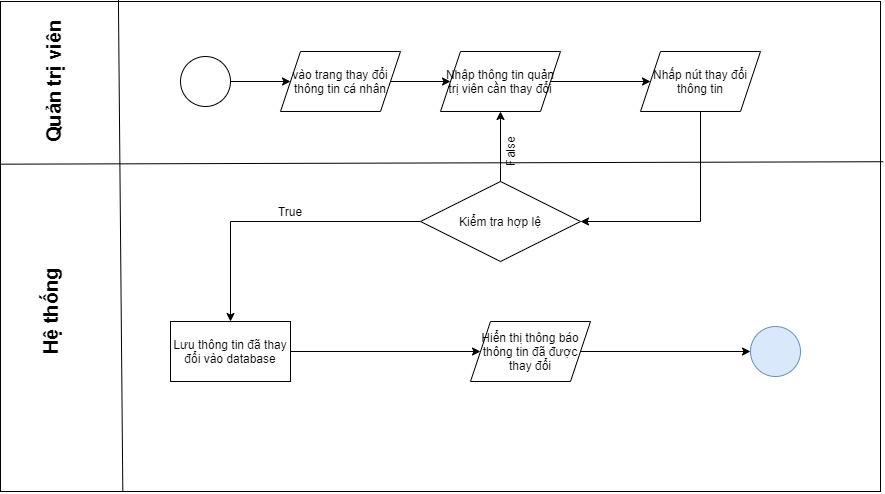 Quản trị viên
vào trang thay đổi
thông tin cá nhân
Nhập thông tin quản
trị viên cần thay đổi
Nhấp nút thay đổi
thông tin
False
Kiểm tra hợp lệ
True
Hệ thống
Lưu thông tin đã thay
đổi vào database
Hiển thị thông báo
thông tin đã được
thay đổi